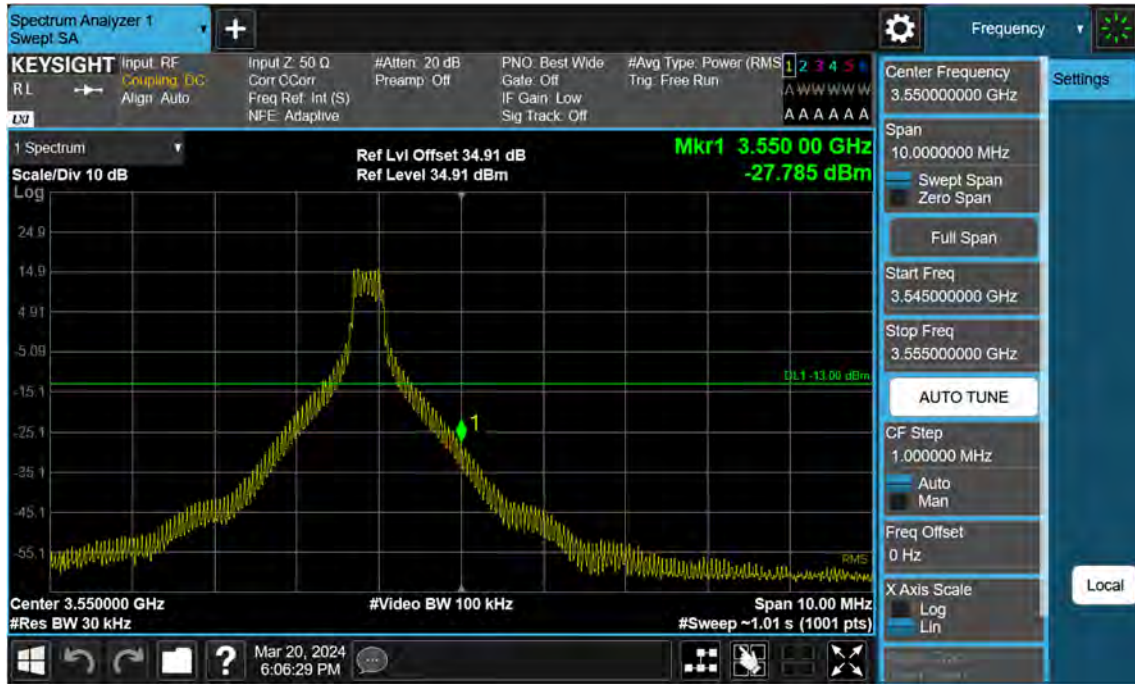 Spectrum Analyzer 1
Swept SA
Frequency
KEYSIGHT
RL
LXI
Input: RF
Coupling: DC
Align: Auto
Input Z: 50 Ω
Corr CCorr
Freq Ref: Int (S)
NFE: Adaptive
#Atten: 20 dB
Preamp: Off
PNO: Best Wide
Gate: Off
IF Gain: Low
Sig Track: Off
#Avg Type: Power (RMS
Trig: Free Run
1 2 3 4 5 6
A W W W W W
A A A A A A
1 Spectrum
Scale/Div 10 dB
Ref Lvl Offset 34.91 dB
Ref Level 34.91 dBm
Mkr1 3.550 00 GHz
-27.785 dBm
Log
24.9
14.9
4.91
-5.09
-15.1
-25.1
-35.1
-45.1
-55.1
DL1 -13.00 dBm
1
RMS
Center 3.550000 GHz
#Res BW 30 kHz
#Video BW 100 kHz
Span 10.00 MHz
#Sweep ~1.01 s (1001 pts)
Mar 20, 2024
6:06:29 PM
Center Frequency
3.550000000 GHz
Span
10.0000000 MHz
Swept Span
Zero Span
Full Span
Start Freq
3.545000000 GHz
Stop Freq
3.555000000 GHz
AUTO TUNE
CF Step
1.000000 MHz
Auto
Man
Freq Offset
0 Hz
X Axis Scale
Log
Lin
Settings
Local